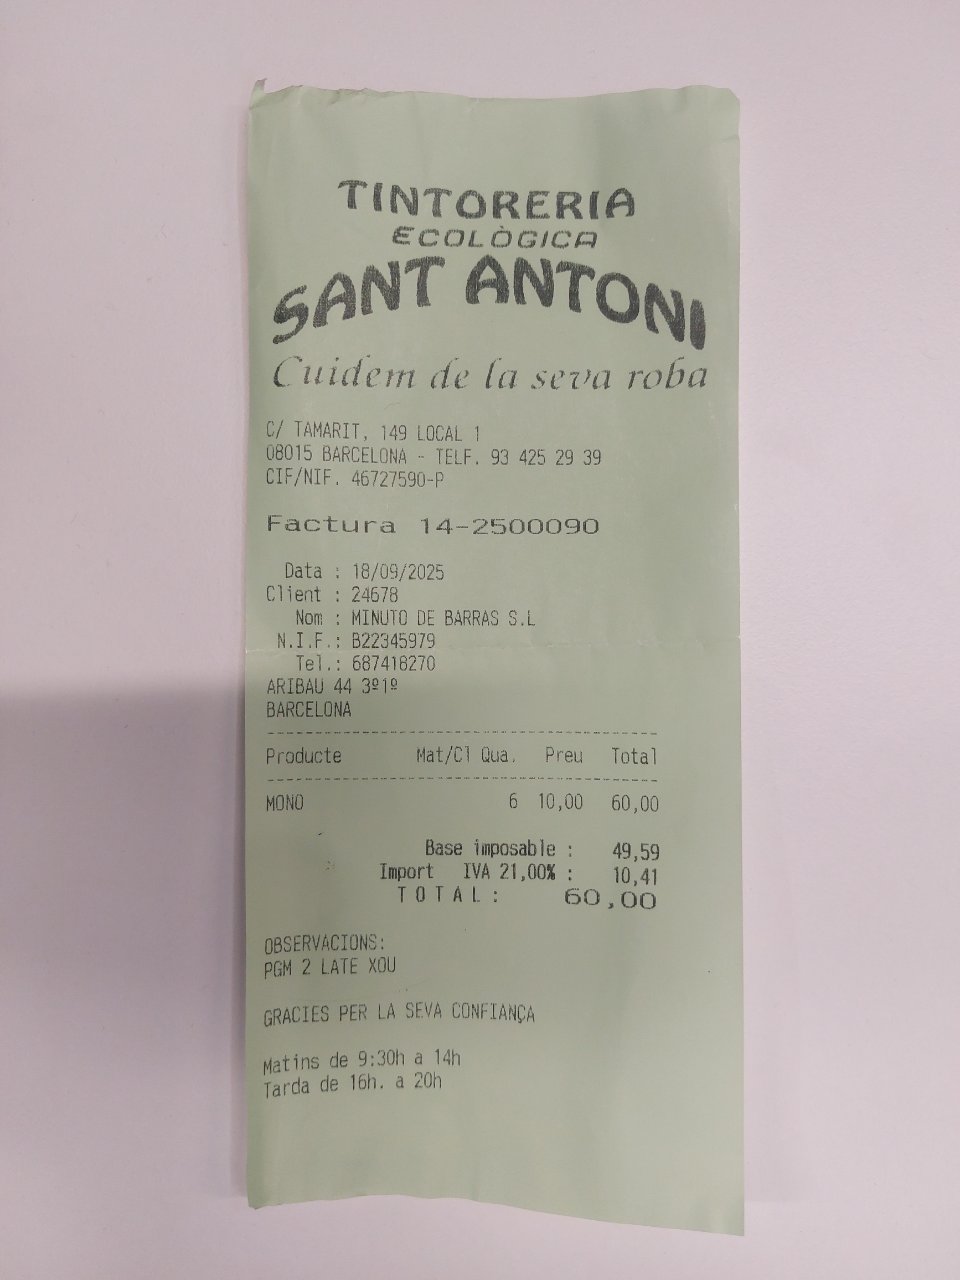 TINTORERIA
ECOLÒGICA
SANT ANTONI
Cuidem de la seva roba
C/ TAMARIT, 149 LOCAL 1
08015 BARCELONA - TELF. 93 425 29 39
CIF/NIF. 46727590-P
Factura 14-2500090
Data : 18/09/2025
Client : 24678
Nom : MINUTO DE BARRAS S.L
N.I.F.: B22345979
Tel.: 687418270
ARIBAU 44 3º1º
BARCELONA
Producte Mat/Cl Qua. Preu Total
MONO 6 10,00 60,00
Base imposable : 49,59
Import IVA 21,00% : 10,41
TOTAL: 60,00
OBSERVACIONS:
PGM 2 LATE XOU
GRACIES PER LA SEVA CONFIANÇA
Matins de 9:30h a 14h
Tarda de 16h. a 20h